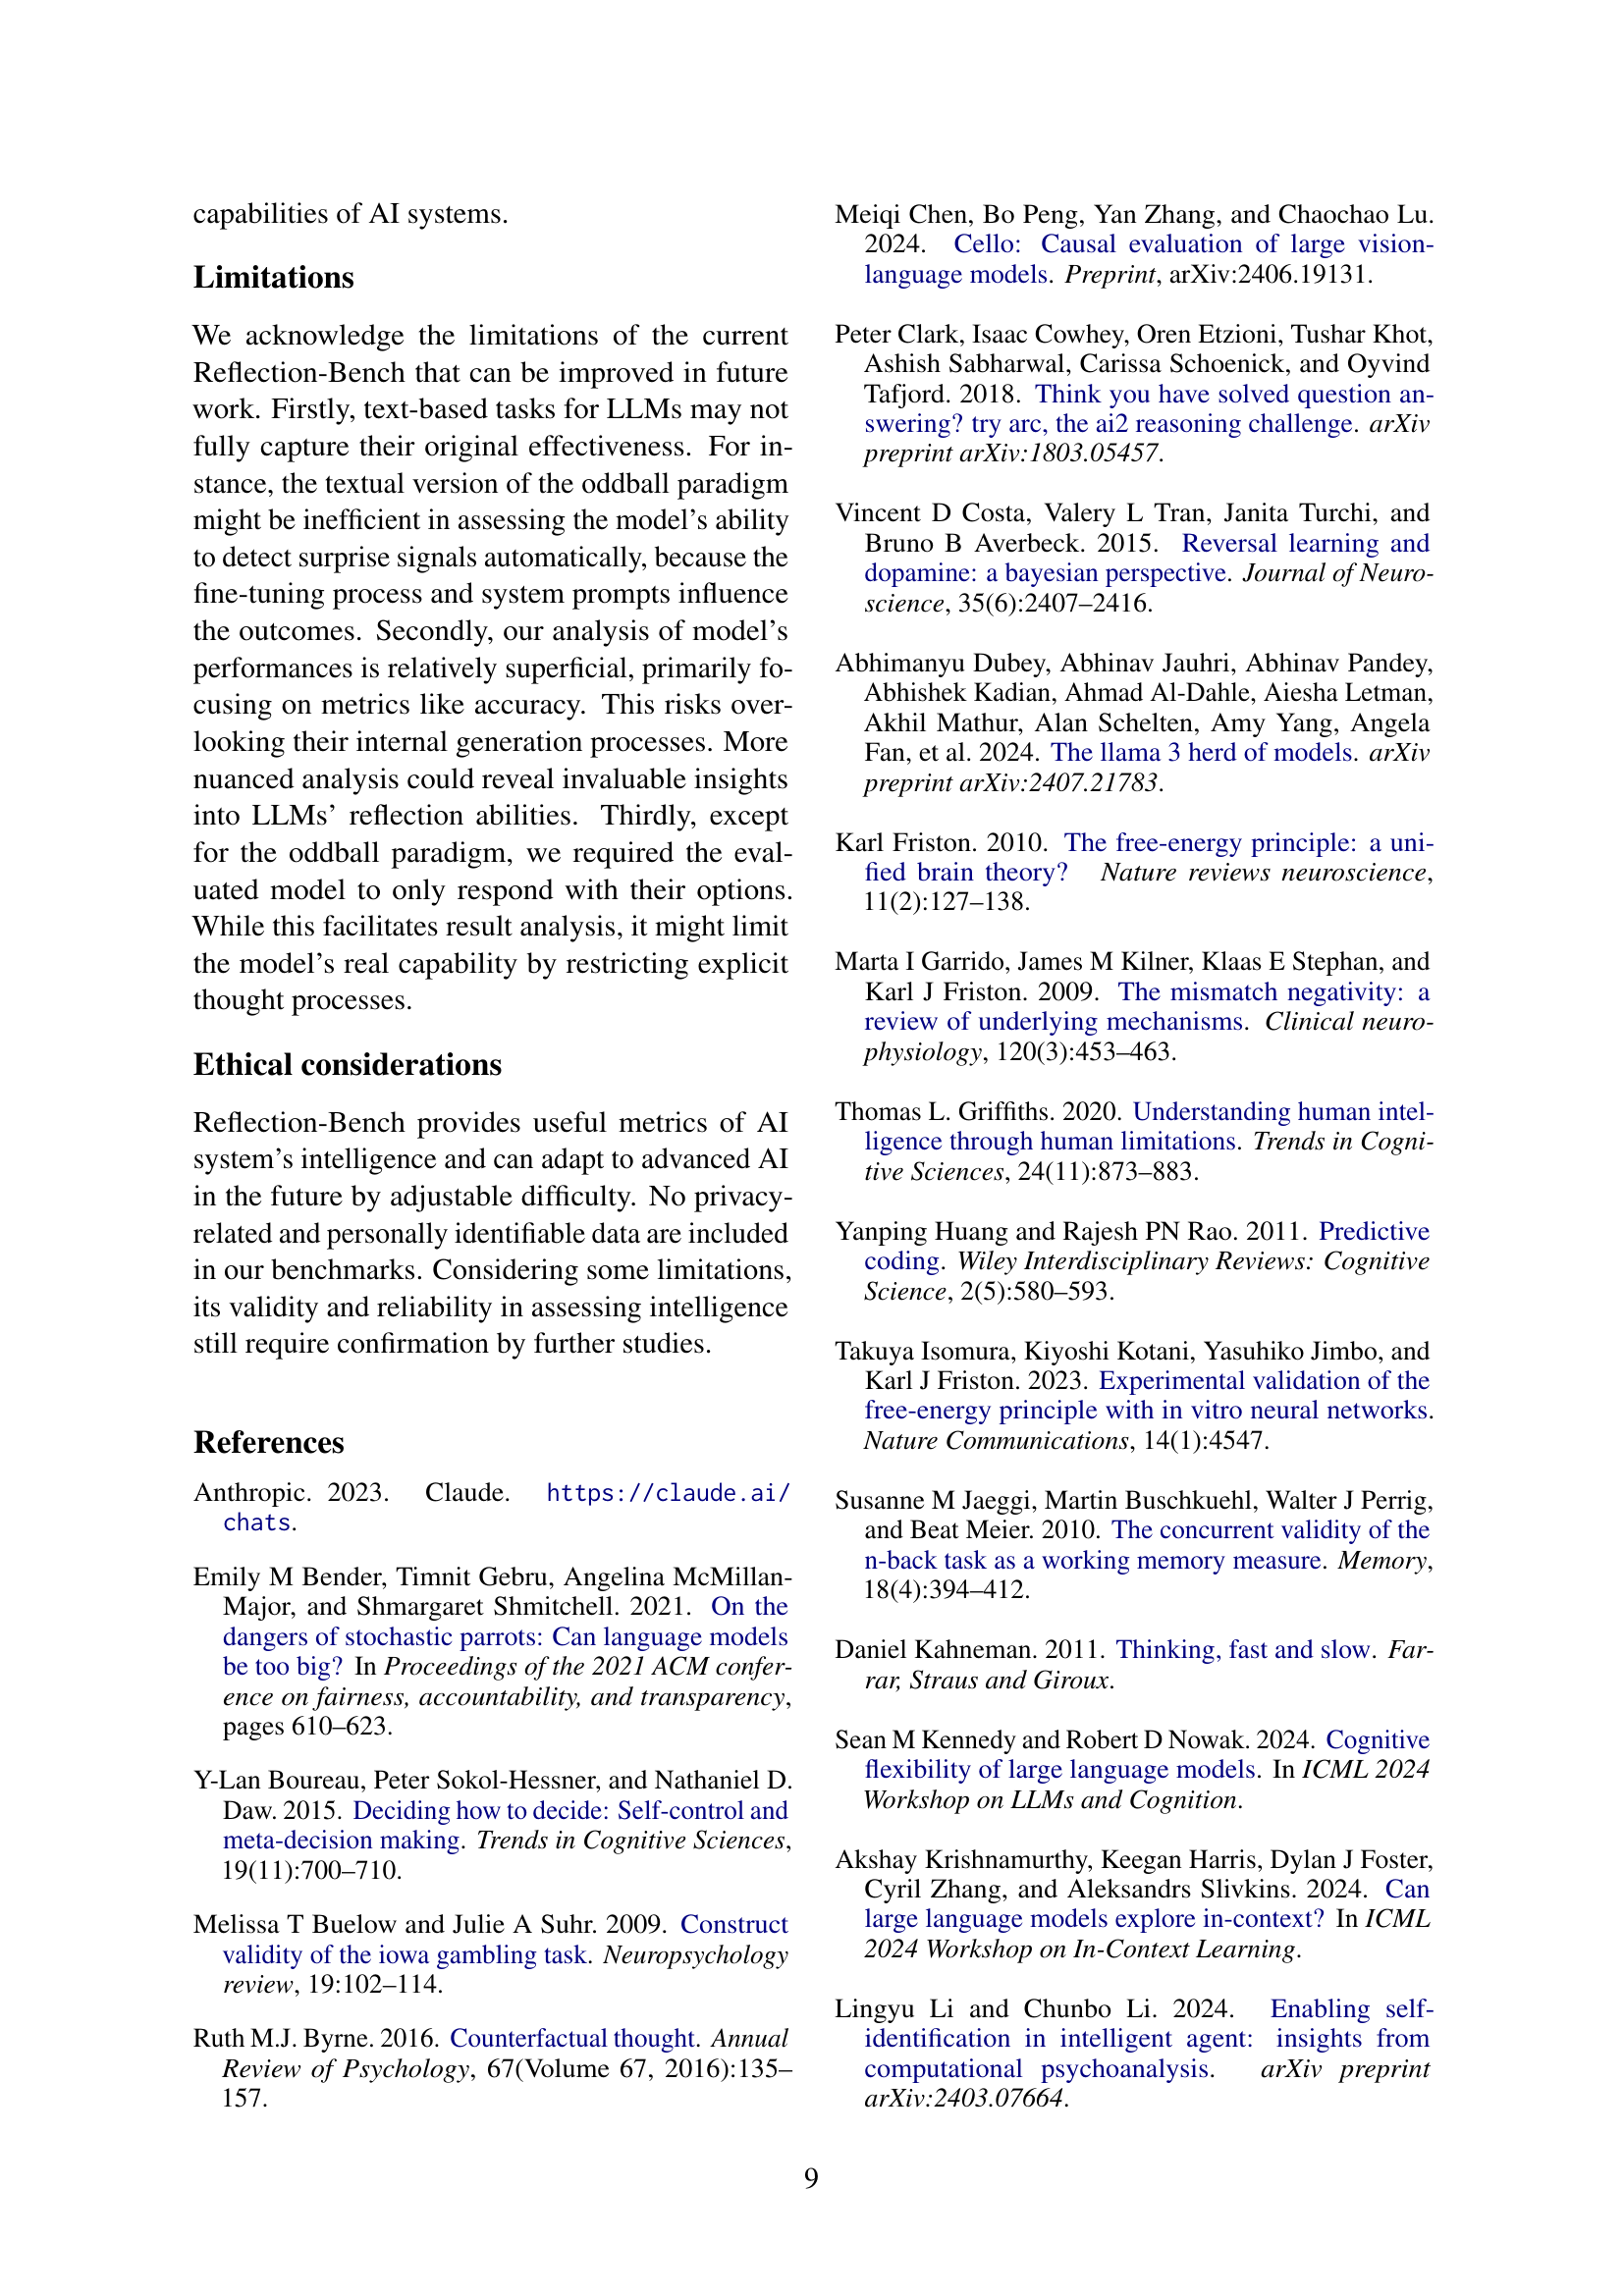 capabilities of AI systems.
Limitations
We acknowledge the limitations of the current
Reflection-Bench that can be improved in future
work. Firstly, text-based tasks for LLMs may not
fully capture their original effectiveness. For in-
stance, the textual version of the oddball paradigm
might be inefficient in assessing the model's ability
to detect surprise signals automatically, because the
fine-tuning process and system prompts influence
the outcomes. Secondly, our analysis of model's
performances is relatively superficial, primarily fo-
cusing on metrics like accuracy. This risks over-
looking their internal generation processes. More
nuanced analysis could reveal invaluable insights
into LLMs' reflection abilities. Thirdly, except
for the oddball paradigm, we required the eval-
uated model to only respond with their options.
While this facilitates result analysis, it might limit
the model's real capability by restricting explicit
thought processes.
Ethical considerations
Reflection-Bench provides useful metrics of AI
system's intelligence and can adapt to advanced AI
in the future by adjustable difficulty. No privacy-
related and personally identifiable data are included
in our benchmarks. Considering some limitations,
its validity and reliability in assessing intelligence
still require confirmation by further studies.
References
Anthropic. 2023. Claude. https://claude.ai/
chats.
Emily M Bender, Timnit Gebru, Angelina McMillan-
Major, and Shmargaret Shmitchell. 2021. On the
dangers of stochastic parrots: Can language models
be too big? In Proceedings of the 2021 ACM confer-
ence on fairness, accountability, and transparency,
pages 610–623.
Y-Lan Boureau, Peter Sokol-Hessner, and Nathaniel D.
Daw. 2015. Deciding how to decide: Self-control and
meta-decision making. Trends in Cognitive Sciences,
19(11):700–710.
Melissa T Buelow and Julie A Suhr. 2009. Construct
validity of the iowa gambling task. Neuropsychology
review, 19:102–114.
Ruth M.J. Byrne. 2016. Counterfactual thought. Annual
Review of Psychology, 67(Volume 67, 2016):135–
157.
Meiqi Chen, Bo Peng, Yan Zhang, and Chaochao Lu.
2024. Cello: Causal evaluation of large vision-
language models. Preprint, arXiv:2406.19131.
Peter Clark, Isaac Cowhey, Oren Etzioni, Tushar Khot,
Ashish Sabharwal, Carissa Schoenick, and Oyvind
Tafjord. 2018. Think you have solved question an-
swering? try arc, the ai2 reasoning challenge. arXiv
preprint arXiv:1803.05457.
Vincent D Costa, Valery L Tran, Janita Turchi, and
Bruno B Averbeck. 2015. Reversal learning and
dopamine: a bayesian perspective. Journal of Neuro-
science, 35(6):2407–2416.
Abhimanyu Dubey, Abhinav Jauhri, Abhinav Pandey,
Abhishek Kadian, Ahmad Al-Dahle, Aiesha Letman,
Akhil Mathur, Alan Schelten, Amy Yang, Angela
Fan, et al. 2024. The llama 3 herd of models. arXiv
preprint arXiv:2407.21783.
Karl Friston. 2010. The free-energy principle: a uni-
fied brain theory? Nature reviews neuroscience,
11(2):127–138.
Marta I Garrido, James M Kilner, Klaas E Stephan, and
Karl J Friston. 2009. The mismatch negativity: a
review of underlying mechanisms. Clinical neuro-
physiology, 120(3):453–463.
Thomas L. Griffiths. 2020. Understanding human intel-
ligence through human limitations. Trends in Cogni-
tive Sciences, 24(11):873–883.
Yanping Huang and Rajesh PN Rao. 2011. Predictive
coding. Wiley Interdisciplinary Reviews: Cognitive
Science, 2(5):580–593.
Takuya Isomura, Kiyoshi Kotani, Yasuhiko Jimbo, and
Karl J Friston. 2023. Experimental validation of the
free-energy principle with in vitro neural networks.
Nature Communications, 14(1):4547.
Susanne M Jaeggi, Martin Buschkuehl, Walter J Perrig,
and Beat Meier. 2010. The concurrent validity of the
n-back task as a working memory measure. Memory,
18(4):394–412.
Daniel Kahneman. 2011. Thinking, fast and slow. Far-
rar, Straus and Giroux.
Sean M Kennedy and Robert D Nowak. 2024. Cognitive
flexibility of large language models. In ICML 2024
Workshop on LLMs and Cognition.
Akshay Krishnamurthy, Keegan Harris, Dylan J Foster,
Cyril Zhang, and Aleksandrs Slivkins. 2024. Can
large language models explore in-context? In ICML
2024 Workshop on In-Context Learning.
Lingyu Li and Chunbo Li. 2024. Enabling self-
identification in intelligent agent: insights from
computational psychoanalysis. arXiv preprint
arXiv:2403.07664.
9